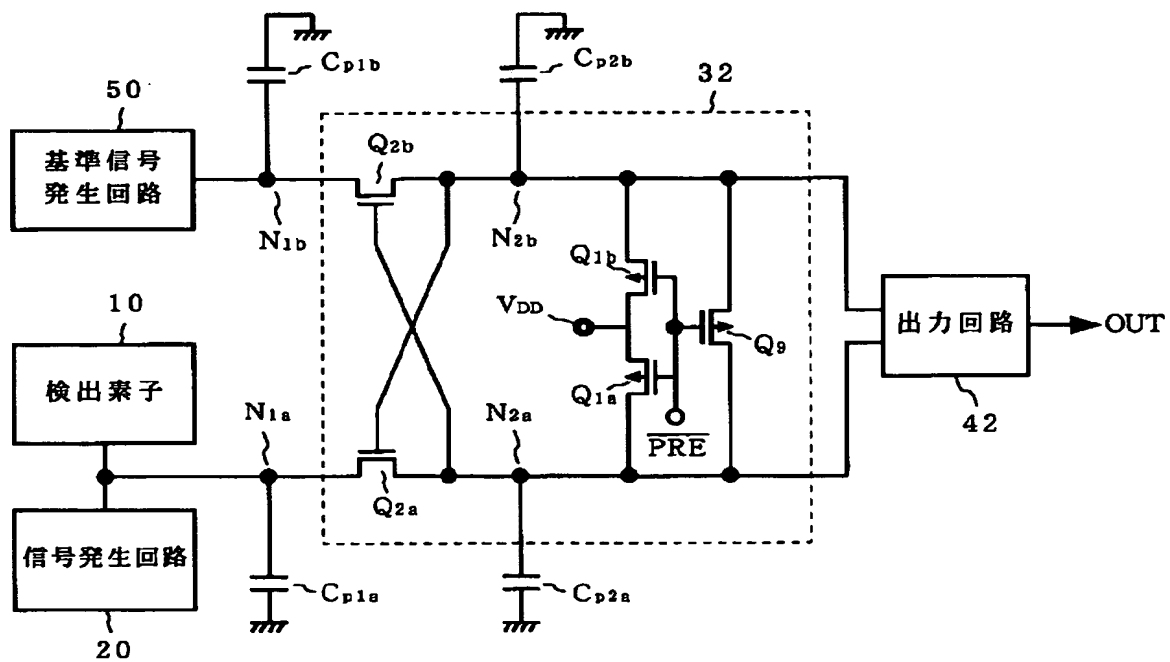 Cp1b
Cp2b
50
32
基準信号
発生回路
Q2b
N1b
N2b
Q1b
VDD
Q9
出力回路
OUT
42
10
検出素子
Q1a
PRE
N1a
N2a
Q2a
信号発生回路
20
Cp1a
Cp2a